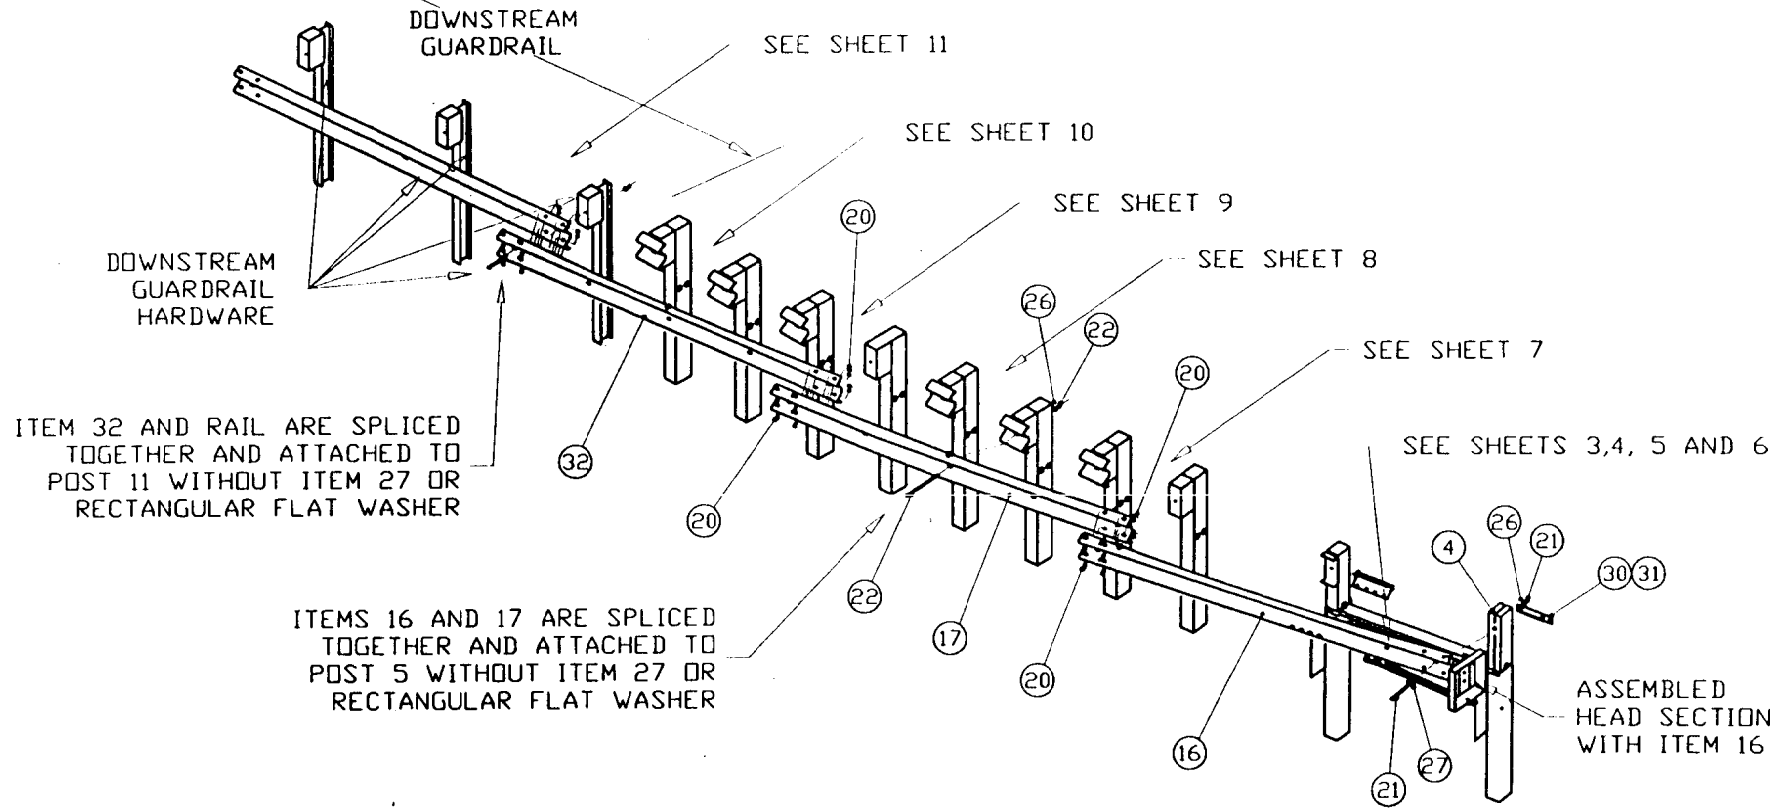 DOWNSTREAM
GUARDRAIL
SEE SHEET 11
SEE SHEET 10
SEE SHEET 9
SEE SHEET 8
SEE SHEET 7
SEE SHEETS 3,4, 5 AND 6
DOWNSTREAM
GUARDRAIL
HARDWARE
ITEM 32 AND RAIL ARE SPLICED
TOGETHER AND ATTACHED TO
POST 11 WITHOUT ITEM 27 OR
RECTANGULAR FLAT WASHER
ITEMS 16 AND 17 ARE SPLICED
TOGETHER AND ATTACHED TO
POST 5 WITHOUT ITEM 27 OR
RECTANGULAR FLAT WASHER
ASSEMBLED
HEAD SECTION
WITH ITEM 16
20
26
22
20
32
20
22
17
20
16
4
26
21
30 31
21
27